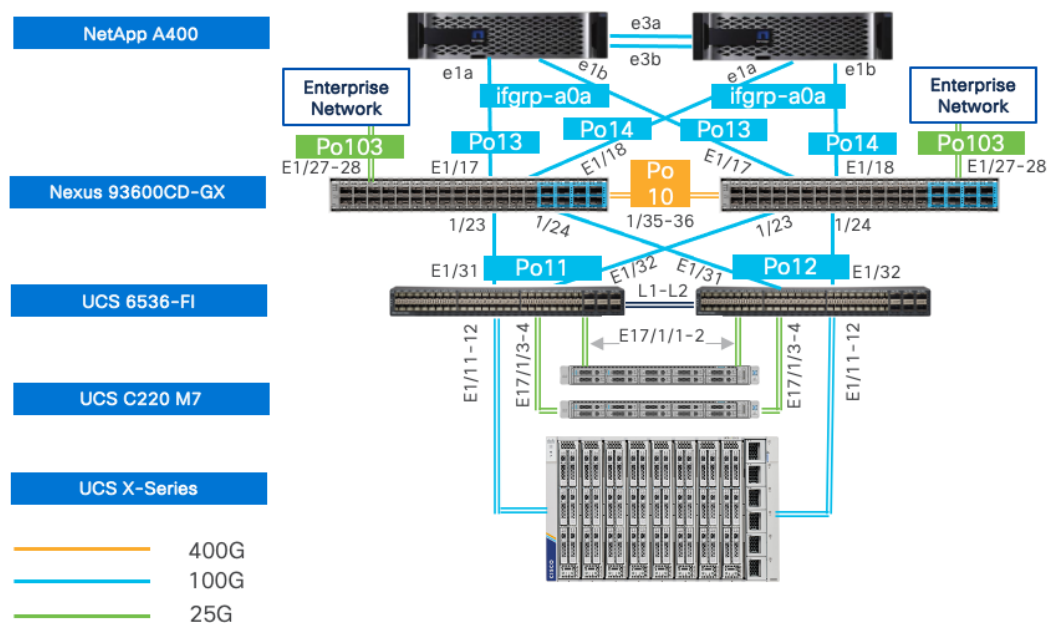 NetApp A400
e3a
e3b
e1a
e1b
e1a
e1b
Enterprise
Network
ifgrp-a0a
ifgrp-a0a
Enterprise
Network
Po103
Po13
Po14
Po13
Po14
Po103
E1/27-28
E1/17
E1/18
E1/17
E1/18
E1/27-28
Po
10
Nexus 93600CD-GX
1/23
1/24
1/35-36
1/23
1/24
E1/31
Po11
E1/32
E1/31
Po12
E1/32
L1-L2
UCS 6536-FI
E1/11-12
E17/1/3-4
E17/1/1-2
E17/1/3-4
E1/11-12
UCS C220 M7
UCS X-Series
CISCO
400G
100G
25G